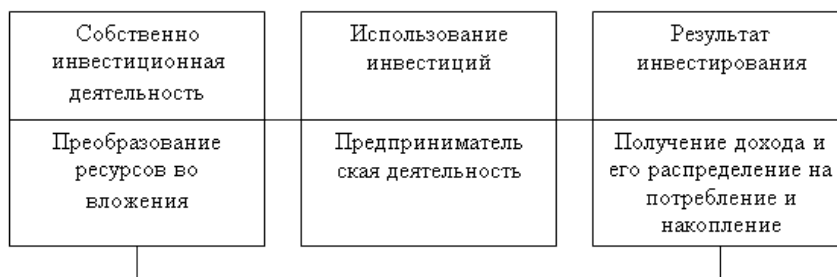 Собственно
инвестиционная
деятельность
Использование
инвестиций
Результат
инвестирования
Преобразование
ресурсов во
вложения
Предприниматель
ская деятельность
Получение дохода и
его распределение на
потребление и
накопление